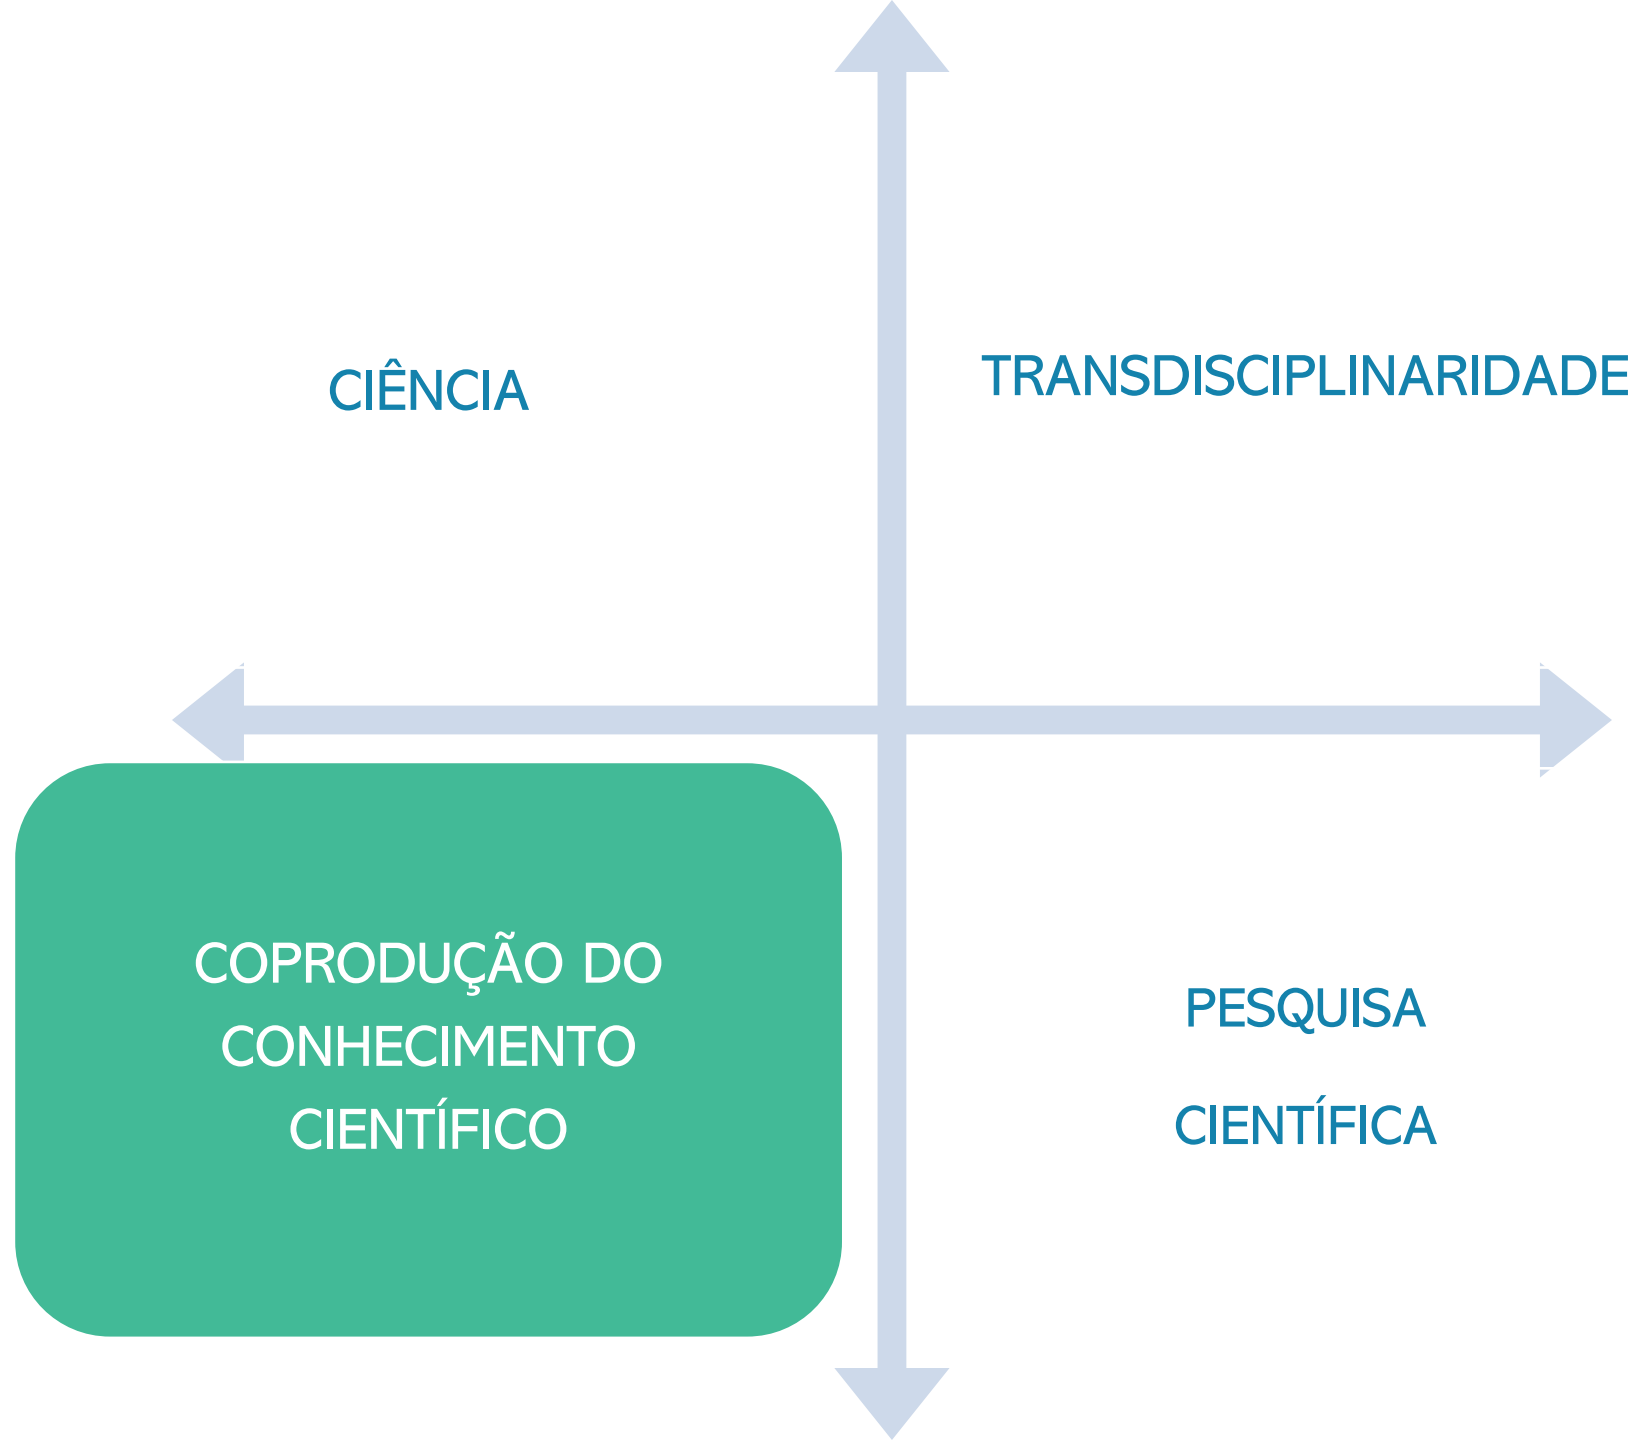 CIÊNCIA
TRANSDISCIPLINARIDADE
COPRODUÇÃO DO
CONHECIMENTO
CIENTÍFICO
PESQUISA
CIENTÍFICA